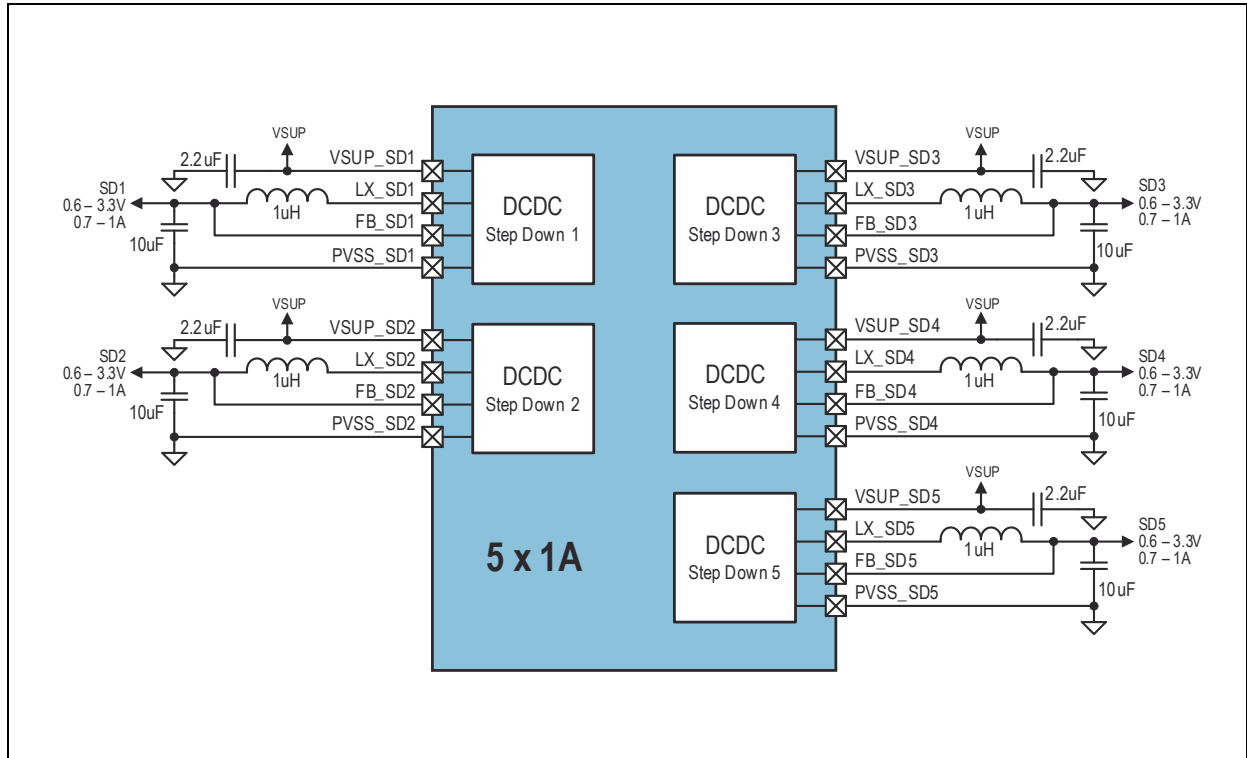 VSUP
2.2uF
VSUP_SD1
SD1
0.6 – 3.3V
0.7 – 1A
LX_SD1
1uH
FB_SD1
10uF
PVSS_SD1
DCDC
Step Down 1
VSUP
2.2uF
VSUP_SD2
SD2
0.6 – 3.3V
0.7 – 1A
LX_SD2
1uH
FB_SD2
10uF
PVSS_SD2
DCDC
Step Down 2
5 x 1A
DCDC
Step Down 3
VSUP
VSUP_SD3
2.2uF
LX_SD3
1uH
SD3
0.6 – 3.3V
0.7 – 1A
FB_SD3
10uF
PVSS_SD3
DCDC
Step Down 4
VSUP
VSUP_SD4
2.2uF
LX_SD4
1uH
SD4
0.6 – 3.3V
0.7 – 1A
FB_SD4
10uF
PVSS_SD4
DCDC
Step Down 5
VSUP
VSUP_SD5
2.2uF
LX_SD5
1uH
SD5
0.6 – 3.3V
0.7 – 1A
FB_SD5
10uF
PVSS_SD5